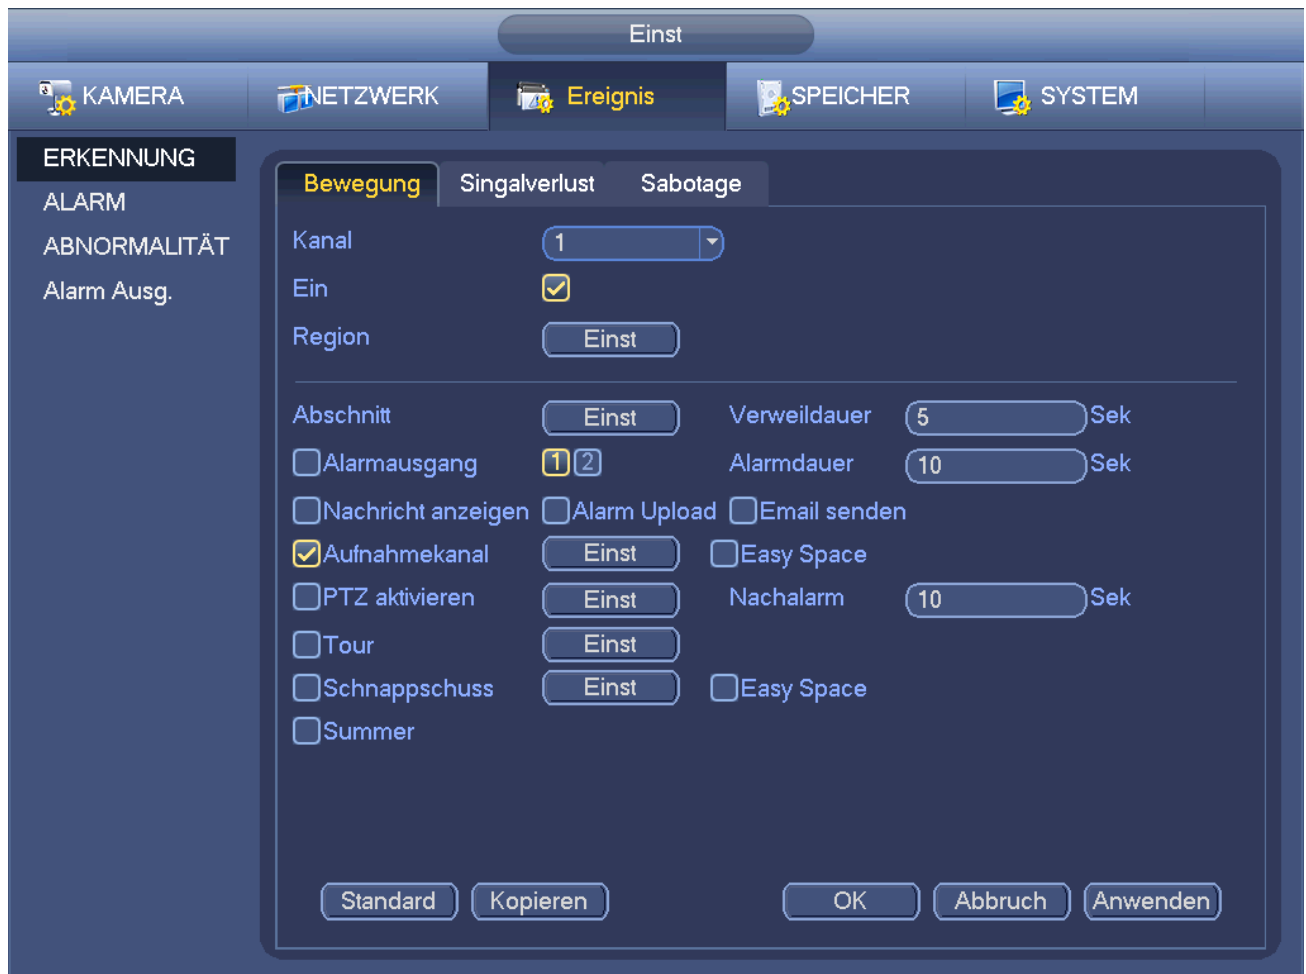 Einst
KAMERA NETZWERK Ereignis SPEICHER SYSTEM
ERKENNUNG
ALARM
ABNORMALITÄT
Alarm Ausg.
Bewegung Singalverlust Sabotage
Kanal 1
Ein
Region Einst
Abschnitt Einst Verweildauer 5 Sek
Alarmausgang 1 2 Alarmdauer 10 Sek
Nachricht anzeigen Alarm Upload Email senden
Aufnahmekanal Einst Easy Space
PTZ aktivieren Einst Nachalarm 10 Sek
Tour Einst
Schnappschuss Einst Easy Space
Summer
Standard Kopieren OK Abbruch Anwenden